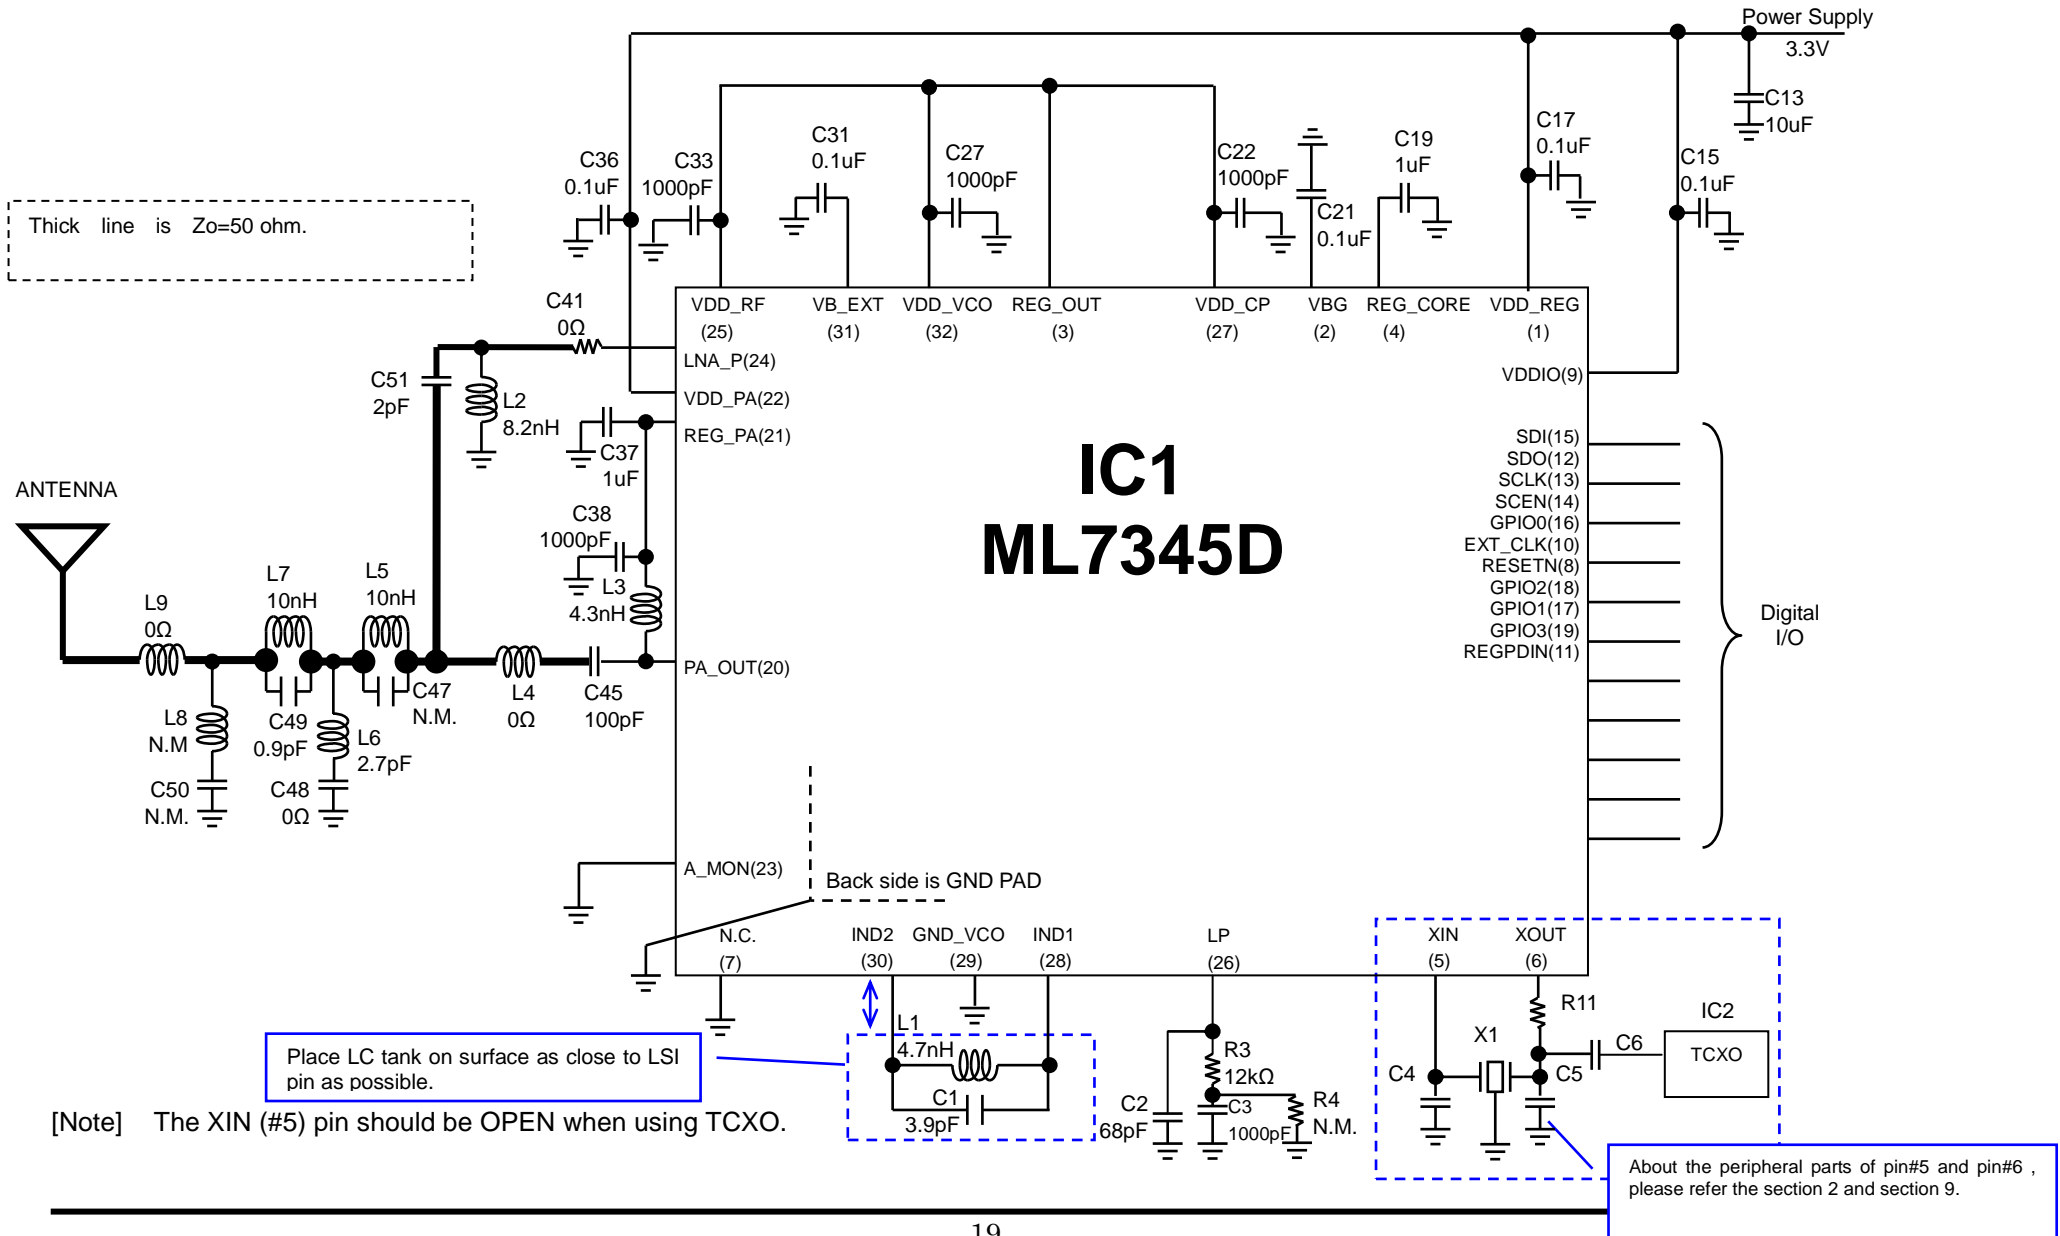 Power Supply
3.3V
C13
10uF
C17
0.1uF
C15
0.1uF
C36
0.1uF
C33
1000pF
C31
0.1uF
C27
1000pF
C22
1000pF
C21
0.1uF
C19
1uF
Thick line is Zo=50 ohm.
C41
0Ω
VDD_RF
(25)
VB_EXT
(31)
VDD_VCO
(32)
REG_OUT
(3)
VDD_CP
(27)
VBG
(2)
REG_CORE
(4)
VDD_REG
(1)
LNA_P(24)
VDD_PA(22)
REG_PA(21)
VDDIO(9)
C51
2pF
L2
8.2nH
C37
1uF
C38
1000pF
L3
4.3nH
IC1
ML7345D
SDI(15)
SDO(12)
SCLK(13)
SCEN(14)
GPIO0(16)
EXT_CLK(10)
RESETN(8)
GPIO2(18)
GPIO1(17)
GPIO3(19)
REGPDIN(11)
Digital
I/O
ANTENNA
L9
0Ω
L7
10nH
L5
10nH
PA_OUT(20)
L8
N.M
C49
0.9pF
L6
2.7pF
C47
N.M.
L4
0Ω
C45
100pF
C50
N.M.
C48
0Ω
A_MON(23)
Back side is GND PAD
N.C.
(7)
IND2
(30)
GND_VCO
(29)
IND1
(28)
LP
(26)
XIN
(5)
XOUT
(6)
R11
IC2
TCXO
X1
C6
C4
C5
L1
4.7nH
C1
3.9pF
R3
12kΩ
C2
68pF
C3
1000pF
R4
N.M.
Place LC tank on surface as close to LSI
pin as possible.
[Note] The XIN (#5) pin should be OPEN when using TCXO.
About the peripheral parts of pin#5 and pin#6 ,
please refer the section 2 and section 9.
19